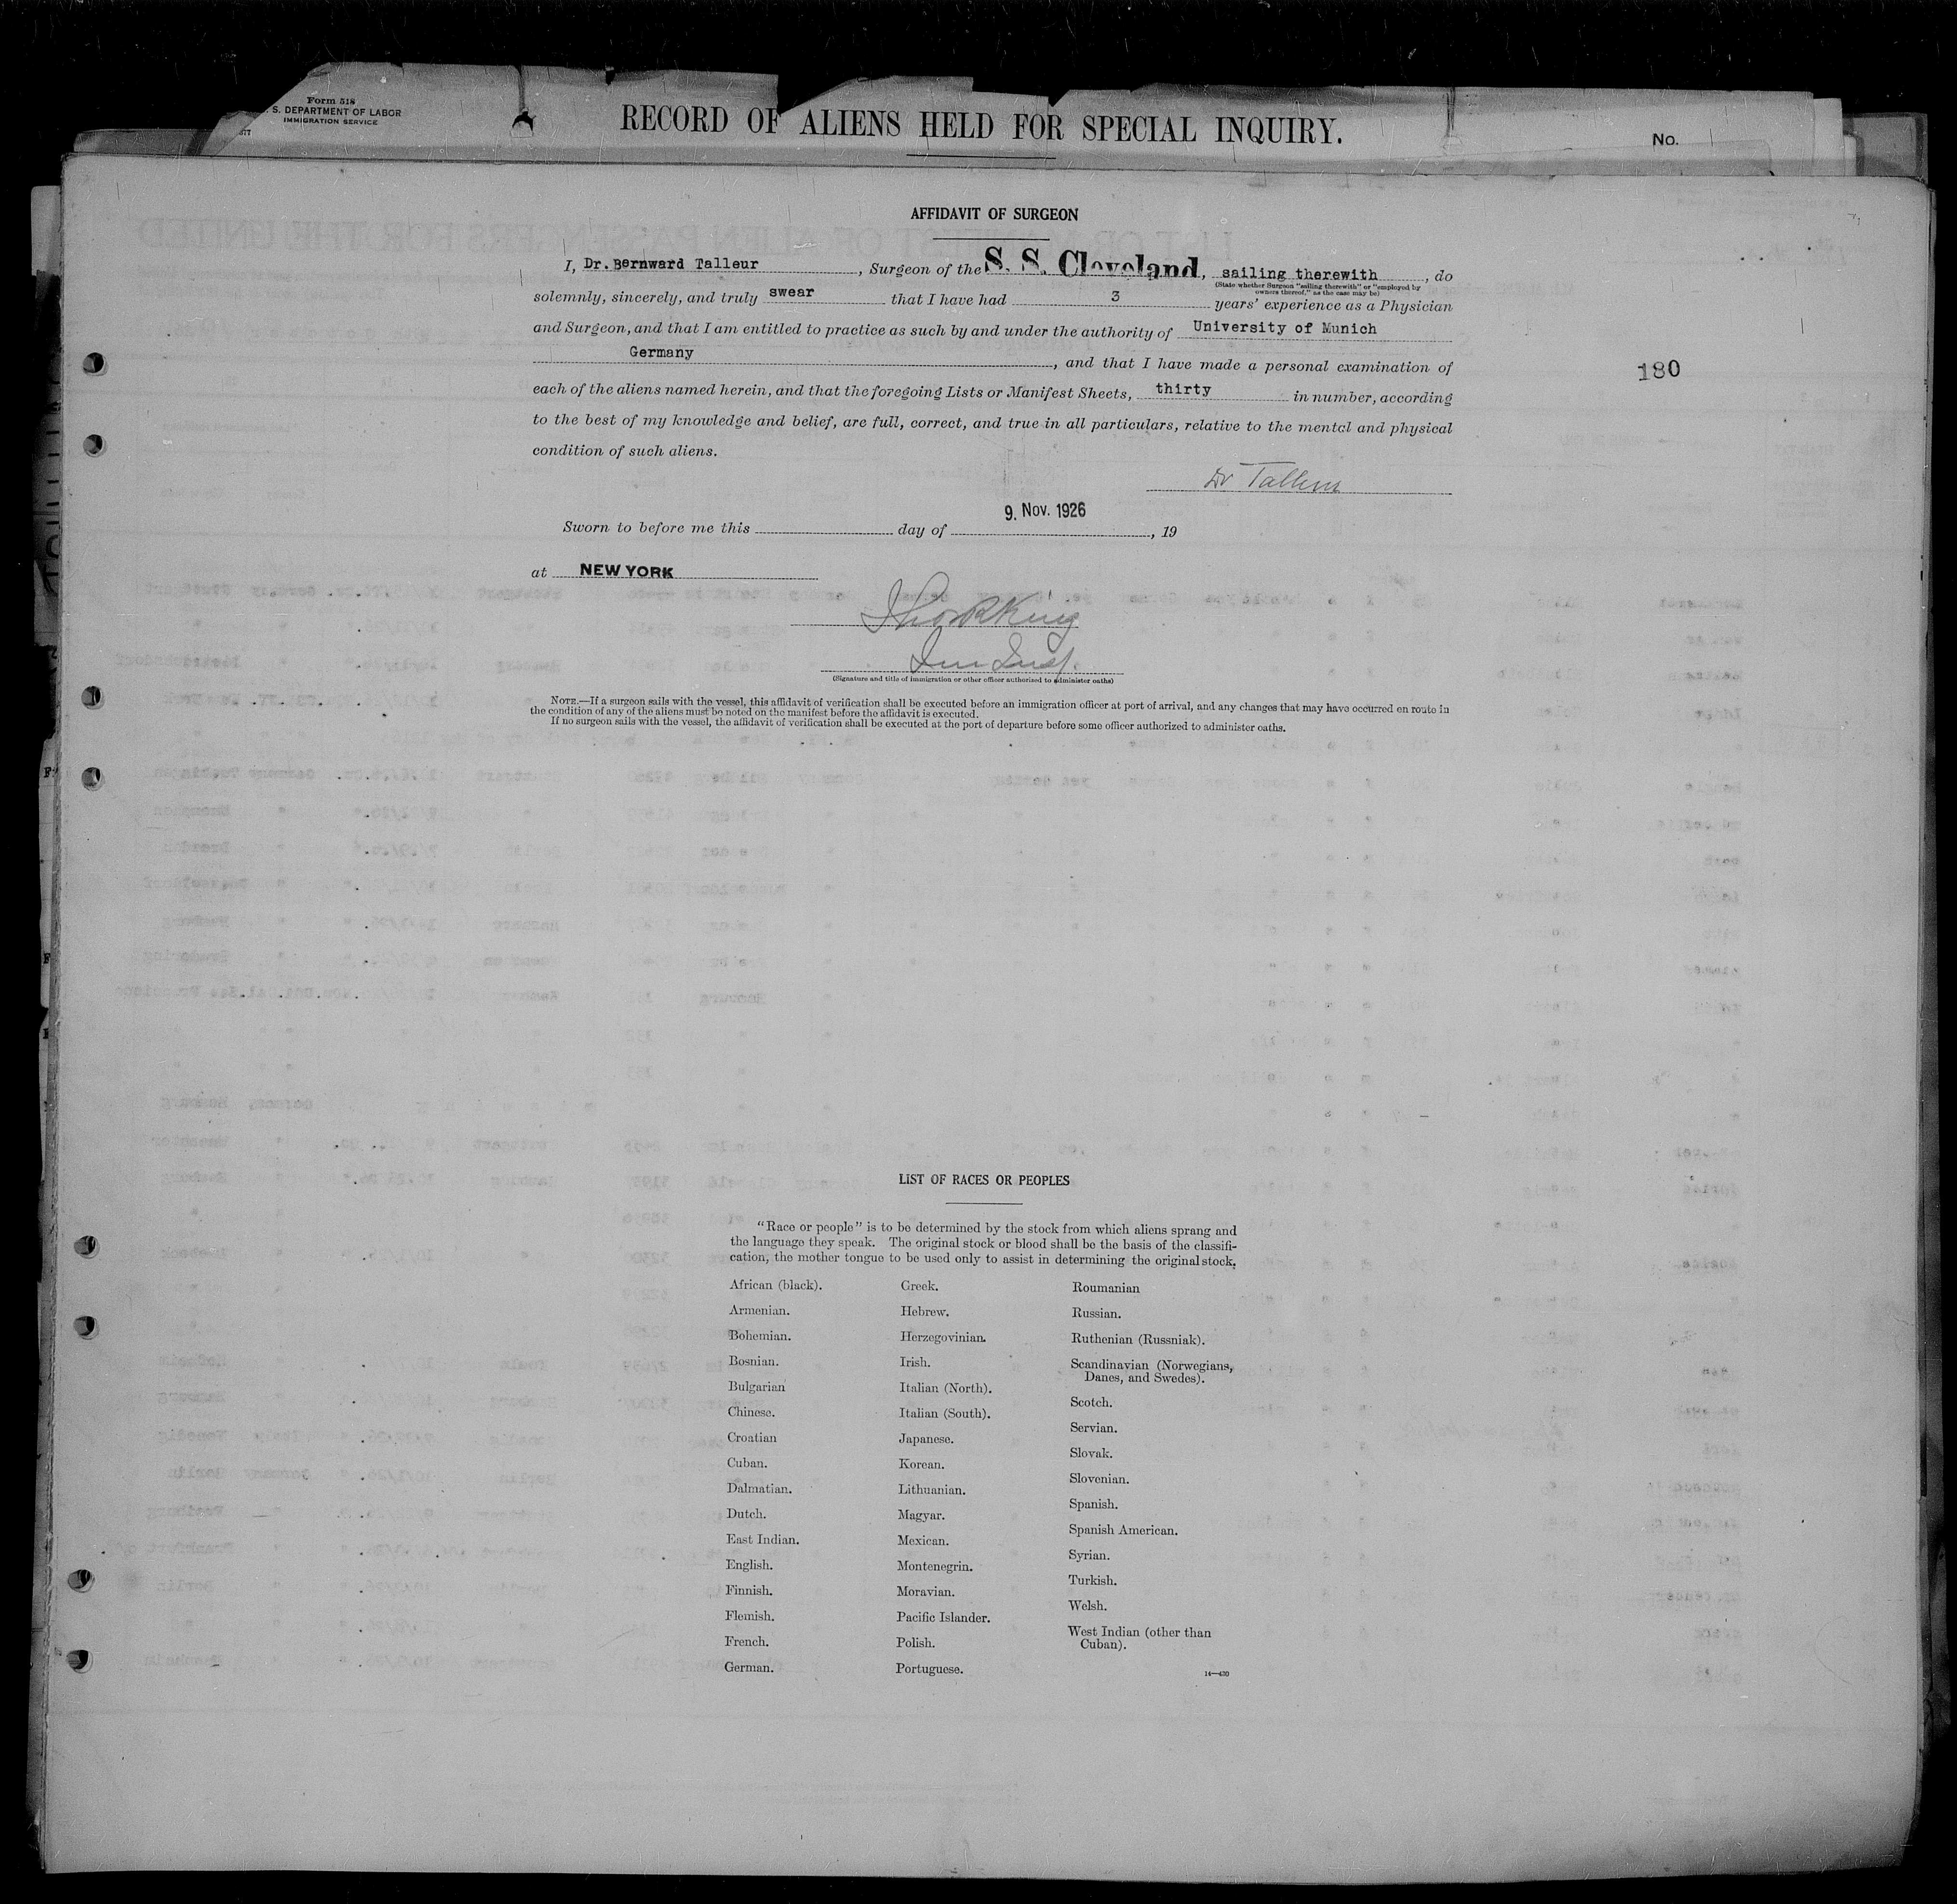 Form 518
S. DEPARTMENT OF LABOR
IMMIGRATION SERVICE
RECORD OF ALIENS HELD FOR SPECIAL INQUIRY.
No.
AFFIDAVIT OF SURGEON
I, Dr. Bernward Talleur, Surgeon of the S. S. Cleveland, sailing therewith, do
(State whether Surgeon "sailing therewith" or "employed by
owners thereof," as the case may be)
solemnly, sincerely, and truly swear that I have had 3 years' experience as a Physician
and Surgeon, and that I am entitled to practice as such by and under the authority of University of Munich
Germany, and that I have made a personal examination of
180
each of the aliens named herein, and that the foregoing Lists or Manifest Sheets, thirty in number, according
to the best of my knowledge and belief, are full, correct, and true in all particulars, relative to the mental and physical
condition of such aliens.
Dr Talleur
9. Nov. 1926
Sworn to before me this day of , 19
at NEW YORK
King
(Signature and title of immigration or other officer authorized to administer oaths)
NOTE.—If a surgeon sails with the vessel, this affidavit of verification shall be executed before an immigration officer at port of arrival, and any changes that may have occurred en route in
the condition of any of the aliens must be noted on the manifest before the affidavit is executed.
If no surgeon sails with the vessel, the affidavit of verification shall be executed at the port of departure before some officer authorized to administer oaths.
LIST OF RACES OR PEOPLES
"Race or people" is to be determined by the stock from which aliens sprang and
the language they speak. The original stock or blood shall be the basis of the classifi-
cation, the mother tongue to be used only to assist in determining the original stock.
African (black).
Armenian.
Bohemian.
Bosnian.
Bulgarian
Chinese.
Croatian
Cuban.
Dalmatian.
Dutch.
East Indian.
English.
Finnish.
Flemish.
French.
German.
Greek.
Hebrew.
Herzegovinian.
Irish.
Italian (North).
Italian (South).
Japanese.
Korean.
Lithuanian.
Magyar.
Mexican.
Montenegrin.
Moravian.
Pacific Islander.
Polish.
Portuguese.
Roumanian
Russian.
Ruthenian (Russniak).
Scandinavian (Norwegians,
Danes, and Swedes).
Scotch.
Servian.
Slovak.
Slovenian.
Spanish.
Spanish American.
Syrian.
Turkish.
Welsh.
West Indian (other than
Cuban).
14—430